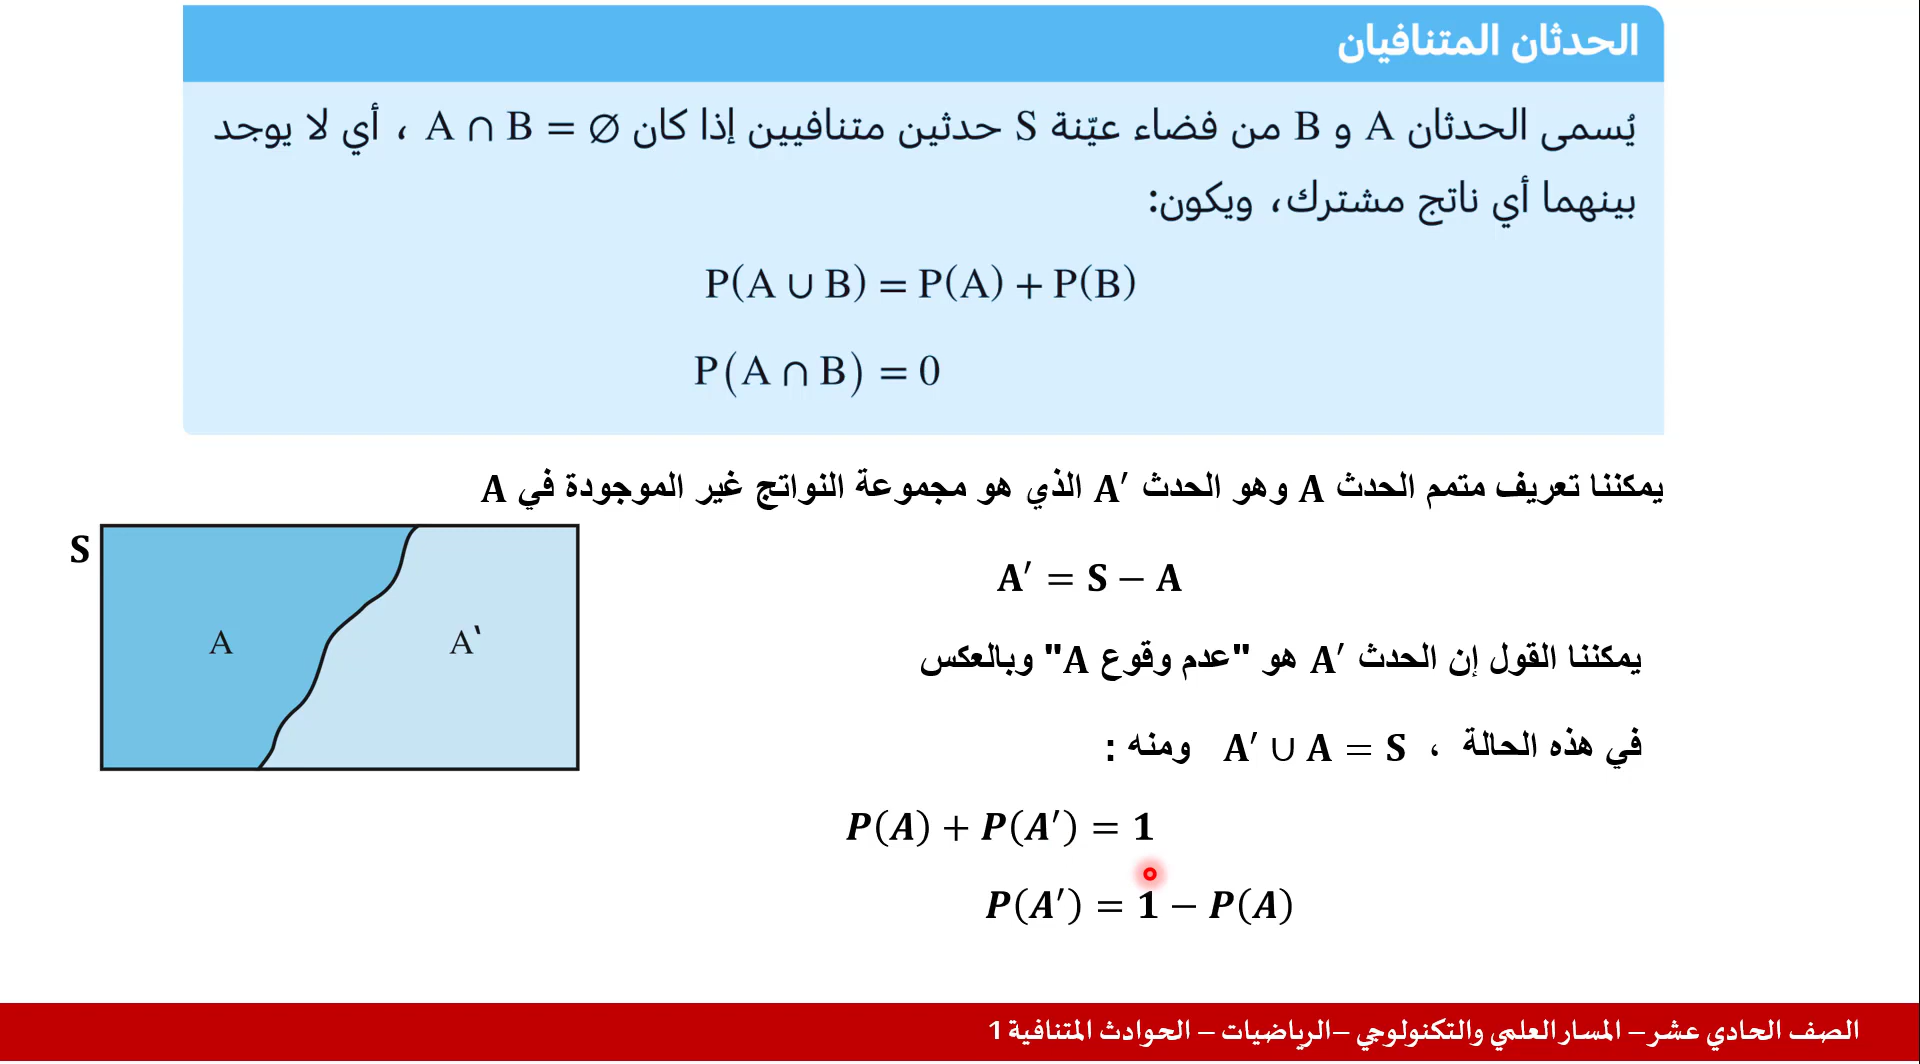 الحدثان المتنافيان
يُسمى الحدثان A و B من فضاء عيّنة S حدثين متنافيين إذا كان A ∩ B = ∅ ، أي لا يوجد
بينهما أي ناتج مشترك، ويكون:
P(A ∪ B) = P(A) + P(B)
P(A ∩ B) = 0
يمكننا تعريف متمم الحدث A وهو الحدث A′ الذي هو مجموعة النواتج غير الموجودة في A
S
A′ = S − A
A
A‵
يمكننا القول إن الحدث A′ هو "عدم وقوع A" وبالعكس
في هذه الحالة ، A′ ∪ A = S ومنه :
P(A) + P(A′) = 1
P(A′) = 1 − P(A)
الصف الحادي عشر – المسار العلمي والتكنولوجي –الرياضيات – الحوادث المتنافية 1